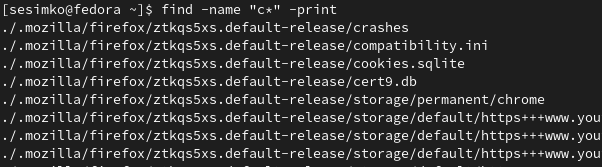 [sesimko@fedora ~]$ find -name "c*" -print
./.mozilla/firefox/ztkqs5xs.default-release/crashes
./.mozilla/firefox/ztkqs5xs.default-release/compatibility.ini
./.mozilla/firefox/ztkqs5xs.default-release/cookies.sqlite
./.mozilla/firefox/ztkqs5xs.default-release/cert9.db
./.mozilla/firefox/ztkqs5xs.default-release/storage/permanent/chrome
./.mozilla/firefox/ztkqs5xs.default-release/storage/default/https+++www.you
./.mozilla/firefox/ztkqs5xs.default-release/storage/default/https+++www.you
./.mozilla/firefox/ztkqs5xs.default-release/storage/default/https+++www.you